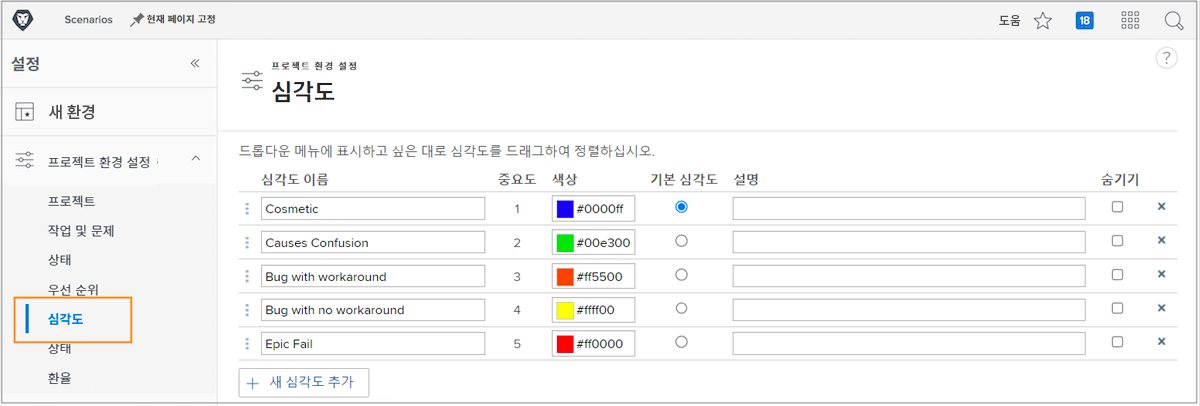 Scenarios 현재 페이지 고정 도움 18
설정 «
새 환경
프로젝트 환경 설정
프로젝트
작업 및 문제
상태
우선 순위
심각도
상태
환율
프로젝트 환경 설정
심각도
?
드롭다운 메뉴에 표시하고 싶은 대로 심각도를 드래그하여 정렬하십시오.
심각도 이름 중요도 색상 기본 심각도 설명 숨기기
Cosmetic 1 #0000ff
Causes Confusion 2 #00e300
Bug with workaround 3 #ff5500
Bug with no workaround 4 #ffff00
Epic Fail 5 #ff0000
새 심각도 추가